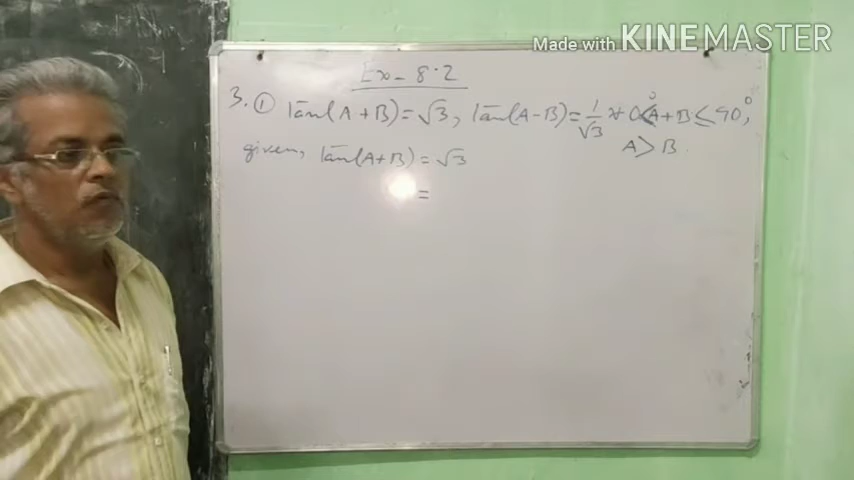 Made with KINEMASTER
Ex- 8.2
3. ① tan(A+B)=√3, tan(A-B)=1/√3 * 0°<A+B≤90°,
A>B.
given, tan(A+B)=√3
=